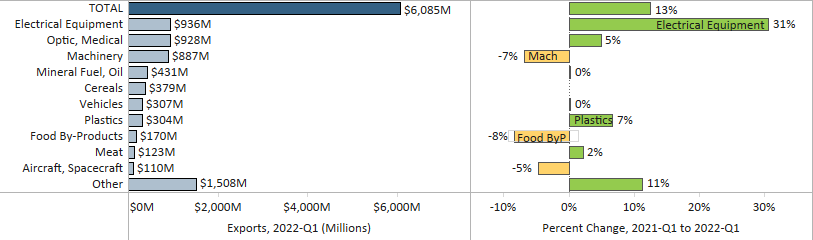 TOTAL $6,085M 13%
Electrical Equipment $936M Electrical Equipment 31%
Optic, Medical $928M 5%
Machinery $887M -7% Mach
Mineral Fuel, Oil $431M 0%
Cereals $379M
Vehicles $307M 0%
Plastics $304M Plastics 7%
Food By-Products $170M -8% Food ByP
Meat $123M 2%
Aircraft, Spacecraft $110M -5%
Other $1,508M 11%
$0M $2,000M $4,000M $6,000M -10% 0% 10% 20% 30%
Exports, 2022-Q1 (Millions) Percent Change, 2021-Q1 to 2022-Q1